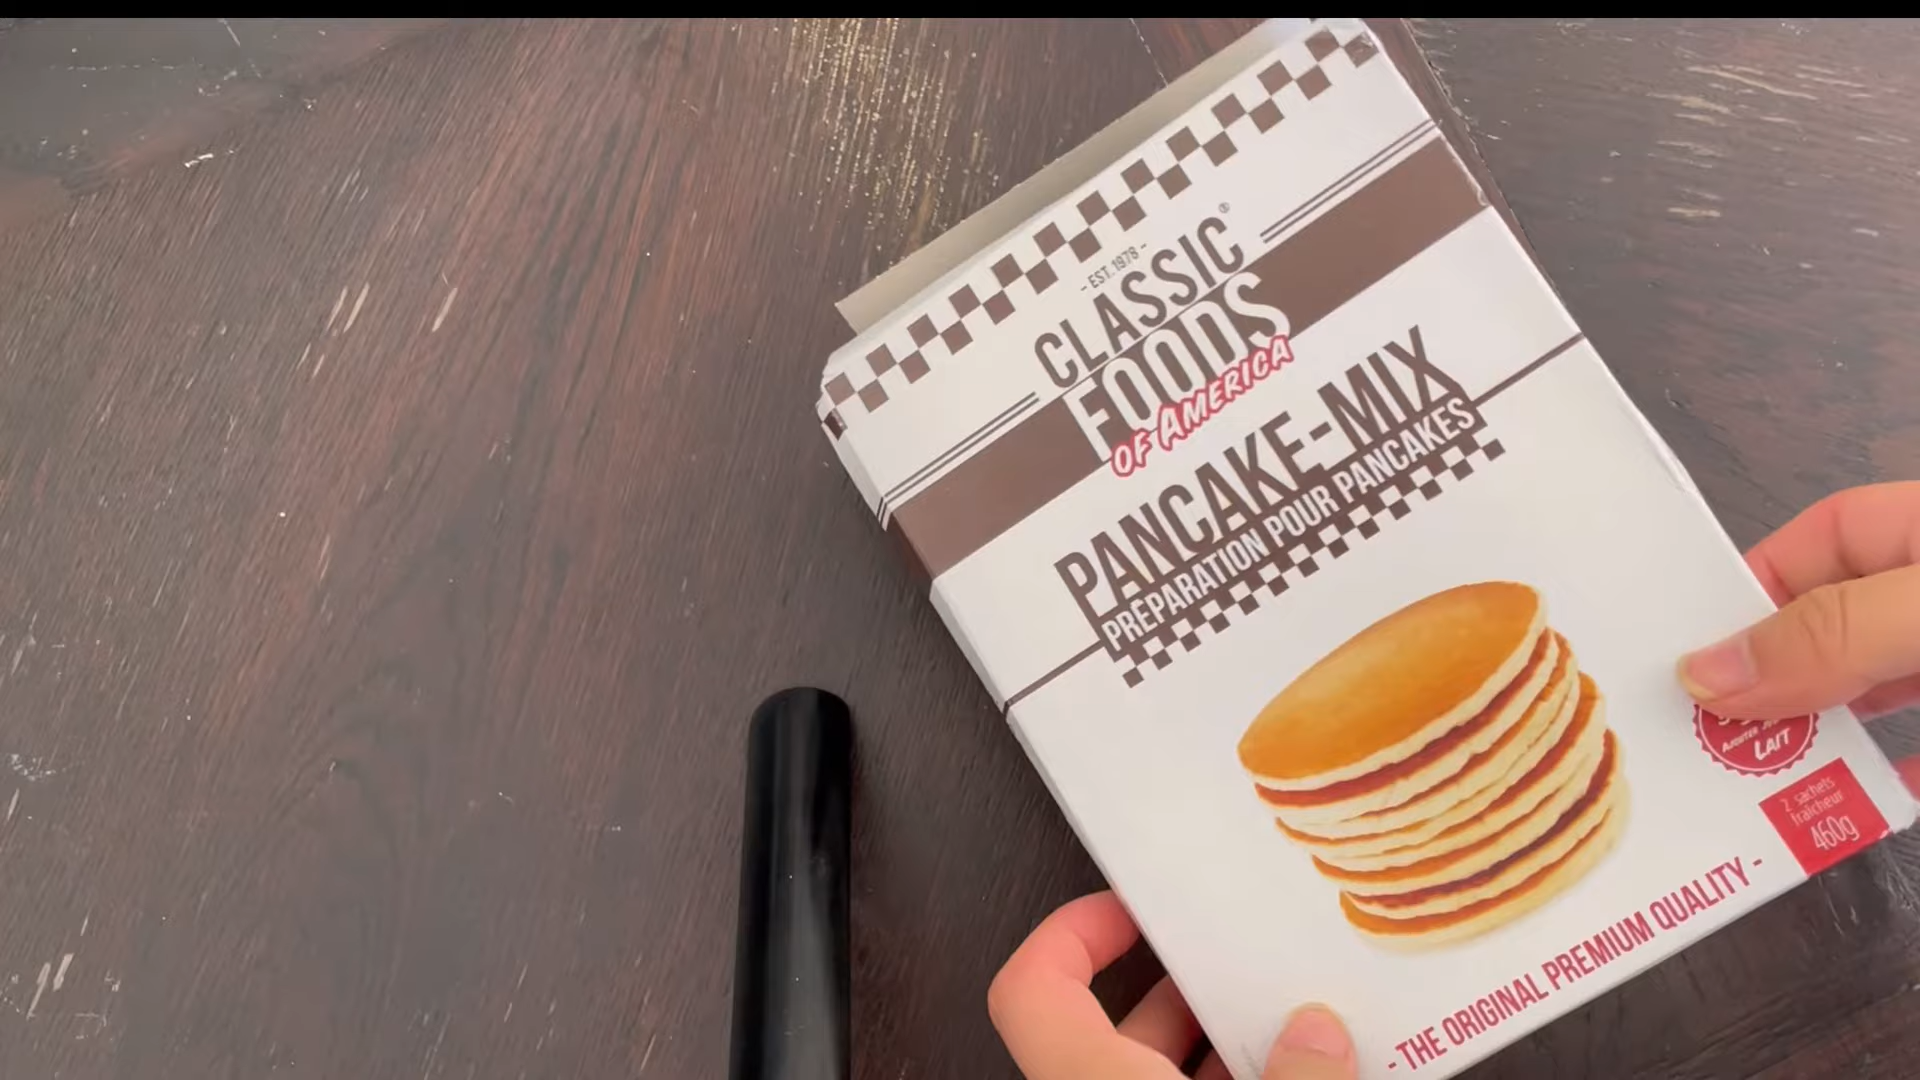 - EST. 1978 -
CLASSIC®
FOODS
OF AMERICA
PANCAKE-MIX
PRÉPARATION POUR PANCAKES
AJOUTER
LAIT
2 sachets
fraîcheur
460g
- THE ORIGINAL PREMIUM QUALITY -